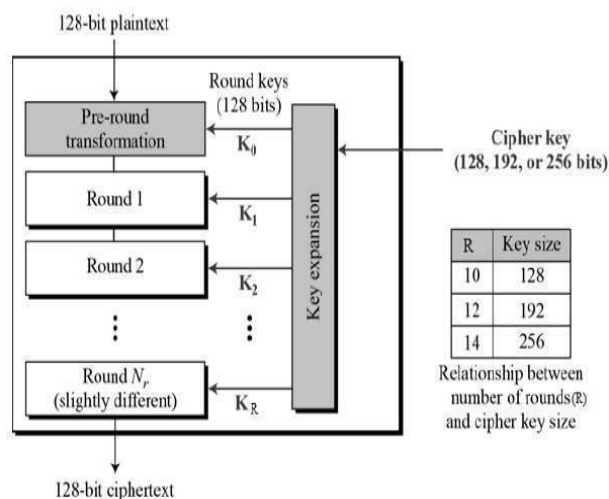 128-bit plaintext
Round keys
(128 bits)
Pre-round
transformation
K0
Cipher key
(128, 192, or 256 bits)
Round 1
K1
Round 2
K2
Key expansion
R Key size
10 128
12 192
14 256
Relationship between
number of rounds(R)
and cipher key size
Round Nr
(slightly different)
KR
128-bit ciphertext